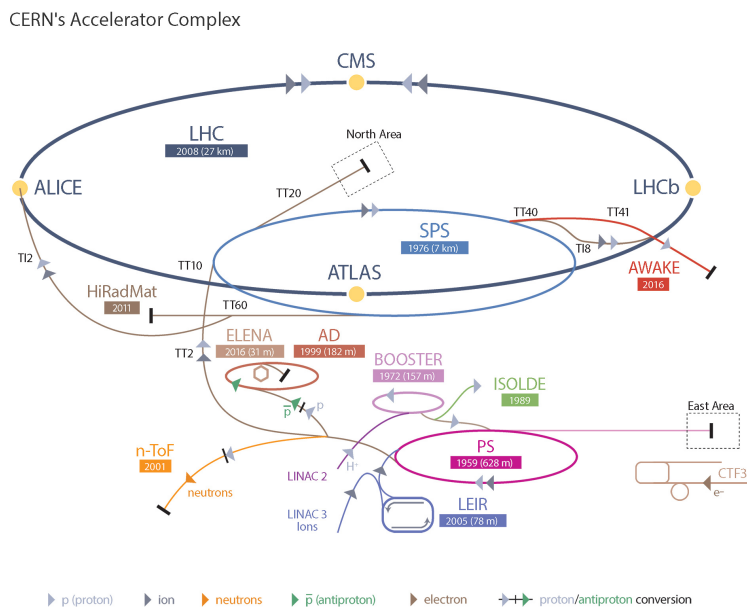 CERN's Accelerator Complex
CMS
LHC
2008 (27 km)
North Area
ALICE
TT20
LHCb
TT40
TT41
SPS
1976 (7 km)
TI8
TI2
TT10
ATLAS
AWAKE
2016
HiRadMat
2011
TT60
ELENA
2016 (31 m)
AD
1999 (182 m)
TT2
BOOSTER
1972 (157 m)
ISOLDE
1989
p̅
p
East Area
n-ToF
2001
PS
1959 (628 m)
H⁺
LINAC 2
neutrons
CTF3
e⁻
LINAC 3
Ions
LEIR
2005 (78 m)
p (proton)
ion
neutrons
p̅ (antiproton)
electron
proton/antiproton conversion